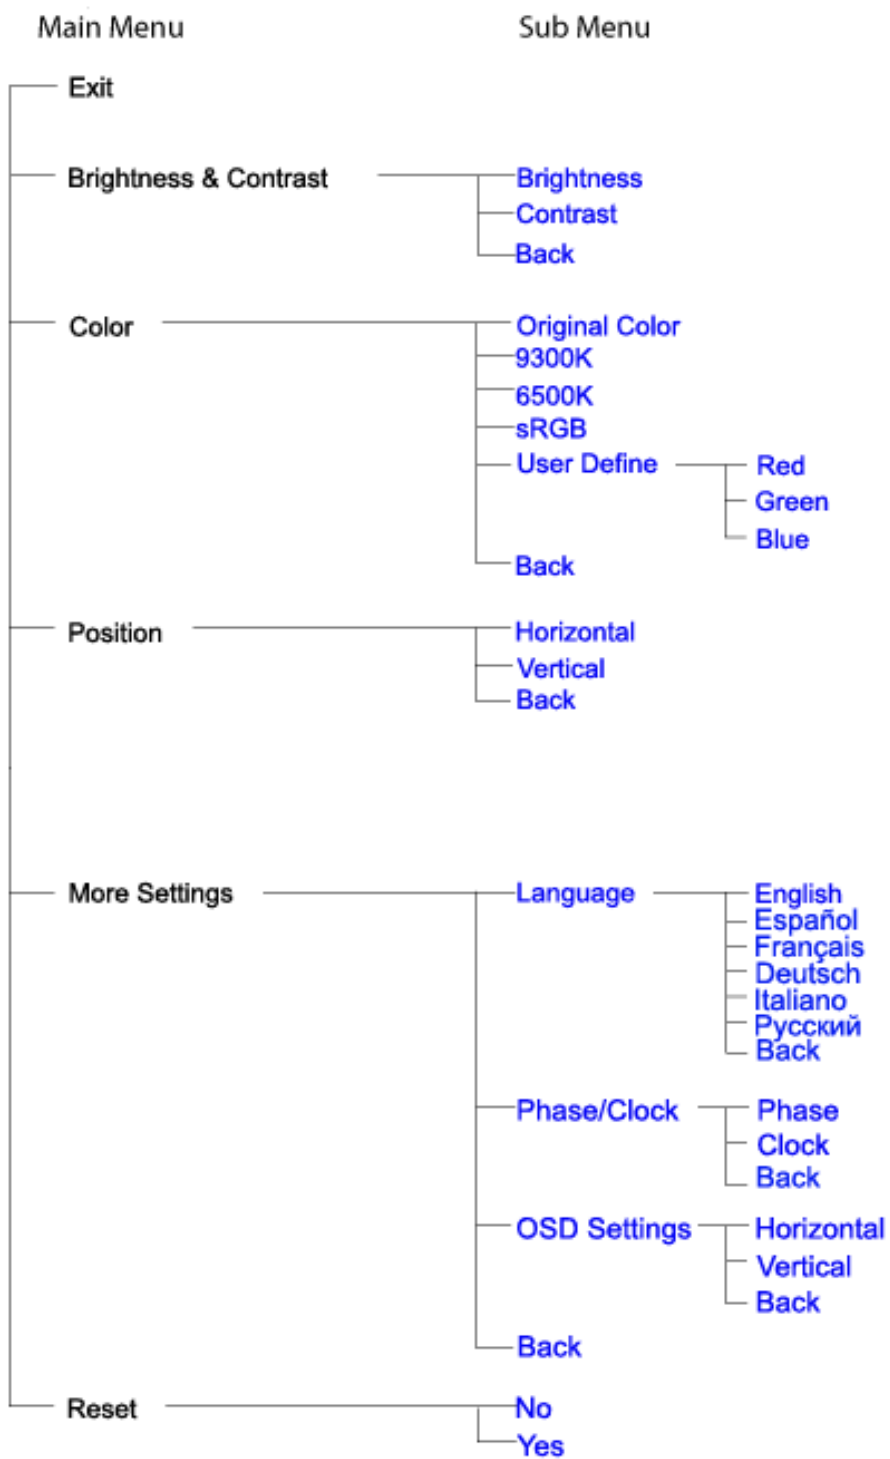 Main Menu Sub Menu
Exit
Brightness & Contrast Brightness
Contrast
Back
Color Original Color
9300K
6500K
sRGB
User Define Red
Green
Blue
Back
Position Horizontal
Vertical
Back
More Settings Language English
Español
Français
Deutsch
Italiano
Русский
Back
Phase/Clock Phase
Clock
Back
OSD Settings Horizontal
Vertical
Back
Back
Reset No
Yes